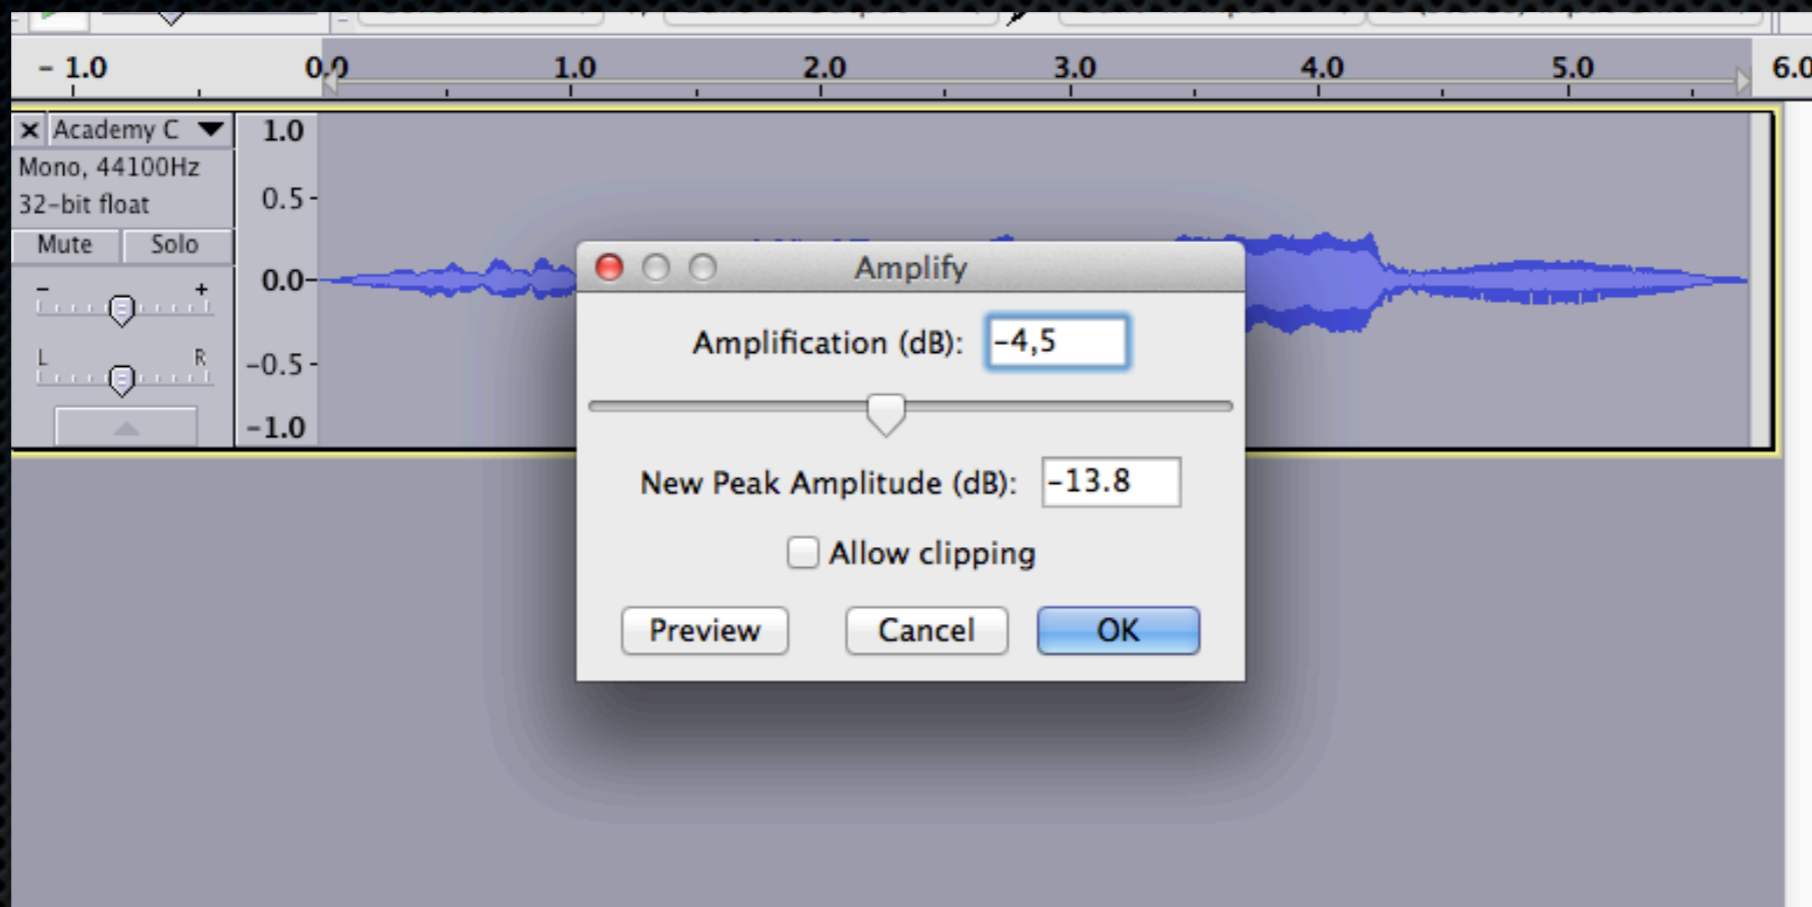 - 1.0 0.0 1.0 2.0 3.0 4.0 5.0 6.0
Academy C
Mono, 44100Hz
32-bit float
Mute Solo
- +
L R
1.0
0.5
0.0
-0.5
-1.0
Amplify
Amplification (dB): -4,5
New Peak Amplitude (dB): -13.8
Allow clipping
Preview Cancel OK